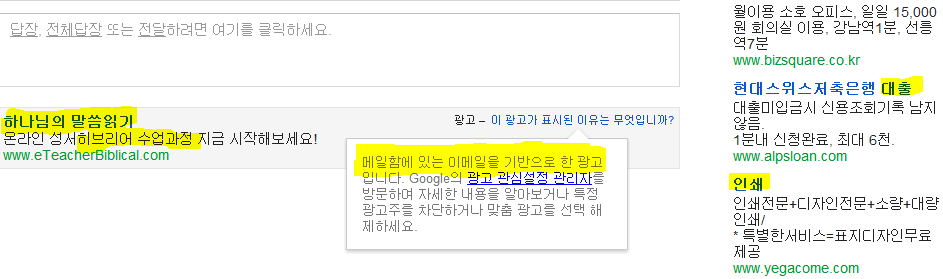 답장, 전체답장 또는 전달하려면 여기를 클릭하세요.
하나님의 말씀읽기
온라인 성서히브리어 수업과정 지금 시작해보세요!
www.eTeacherBiblical.com
광고 – 이 광고가 표시된 이유는 무엇입니까?
메일함에 있는 이메일을 기반으로 한 광고
입니다. Google의 광고 관심설정 관리자를
방문하여 자세한 내용을 알아보거나 특정
광고주를 차단하거나 맞춤 광고를 선택 해
제하세요.
월이용 소호 오피스, 일일 15,000
원 회의실 이용, 강남역1분, 선릉
역7분
www.bizsquare.co.kr
현대스위스저축은행 대출
대출미입금시 신용조회기록 남지
않음.
1분내 신청완료, 최대 6천.
www.alpsloan.com
인쇄
인쇄전문+디자인전문+소량+대량
인쇄/
* 특별한서비스=표지디자인무료
제공
www.yegacome.com